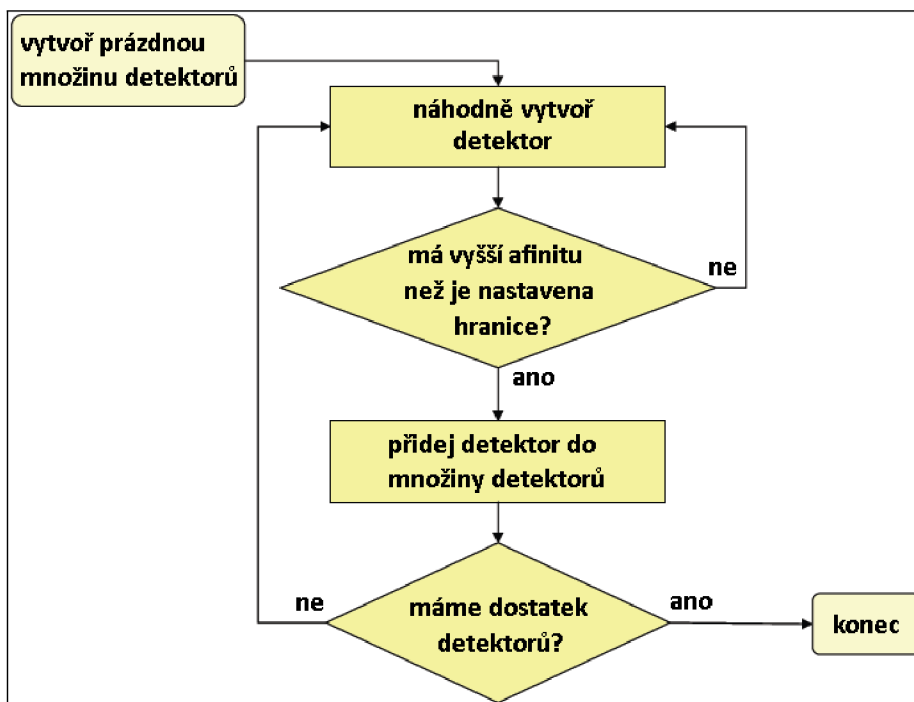 vytvoř prázdnou
množinu detektorů
náhodně vytvoř
detektor
má vyšší afinitu
než je nastavena
hranice?
ne
ano
přidej detektor do
množiny detektorů
máme dostatek
detektorů?
ne
ano
konec